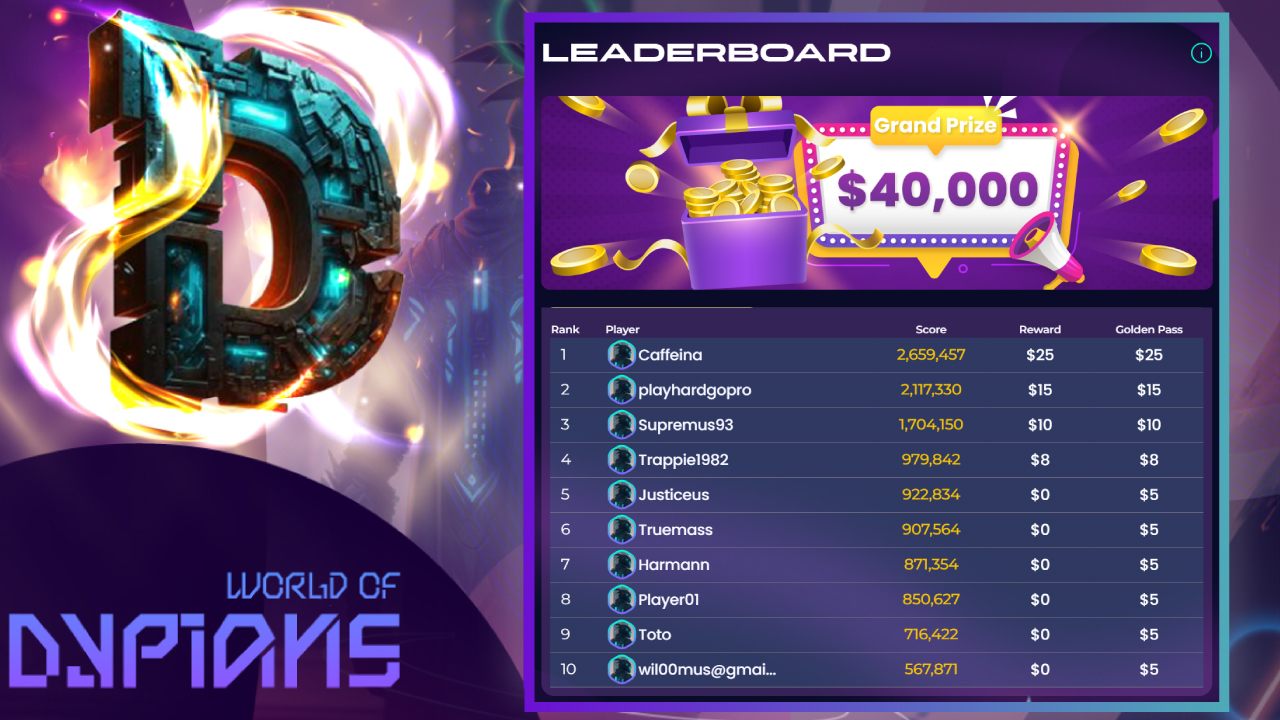 LEADERBOARD
Grand Prize
$40,000
Rank Player Score Reward Golden Pass
1 Caffeina 2,659,457 $25 $25
2 playhardgopro 2,117,330 $15 $15
3 Supremus93 1,704,150 $10 $10
4 Trappie1982 979,842 $8 $8
5 Justiceus 922,834 $0 $5
6 Truemass 907,564 $0 $5
7 Harmann 871,354 $0 $5
8 Player01 850,627 $0 $5
9 Toto 716,422 $0 $5
10 wil00mus@gmai... 567,871 $0 $5
D
WORLD OF
DYPIANS